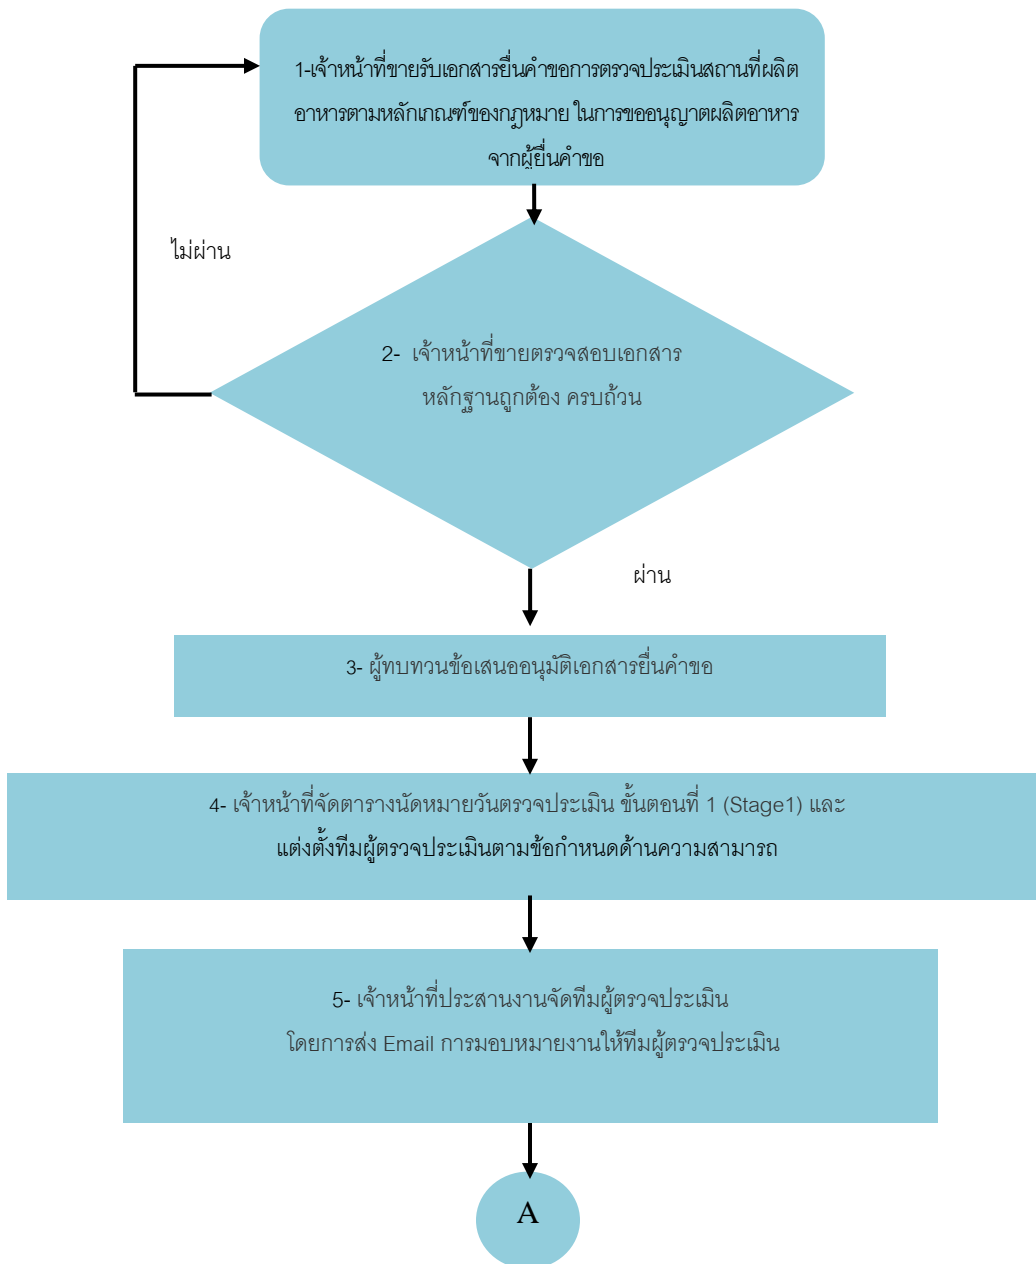 1-เจ้าหน้าที่ขายรับเอกสารยื่นคำขอการตรวจประเมินสถานที่ผลิต
อาหารตามหลักเกณฑ์ของกฎหมาย ในการขออนุญาตผลิตอาหาร
จากผู้ยื่นคำขอ
ไม่ผ่าน
2- เจ้าหน้าที่ขายตรวจสอบเอกสาร
หลักฐานถูกต้อง ครบถ้วน
ผ่าน
3- ผู้ทบทวนข้อเสนออนุมัติเอกสารยื่นคำขอ
4- เจ้าหน้าที่จัดตารางนัดหมายวันตรวจประเมิน ขั้นตอนที่ 1 (Stage1) และ
แต่งตั้งทีมผู้ตรวจประเมินตามข้อกำหนดด้านความสามารถ
5- เจ้าหน้าที่ประสานงานจัดทีมผู้ตรวจประเมิน
โดยการส่ง Email การมอบหมายงานให้ทีมผู้ตรวจประเมิน
A